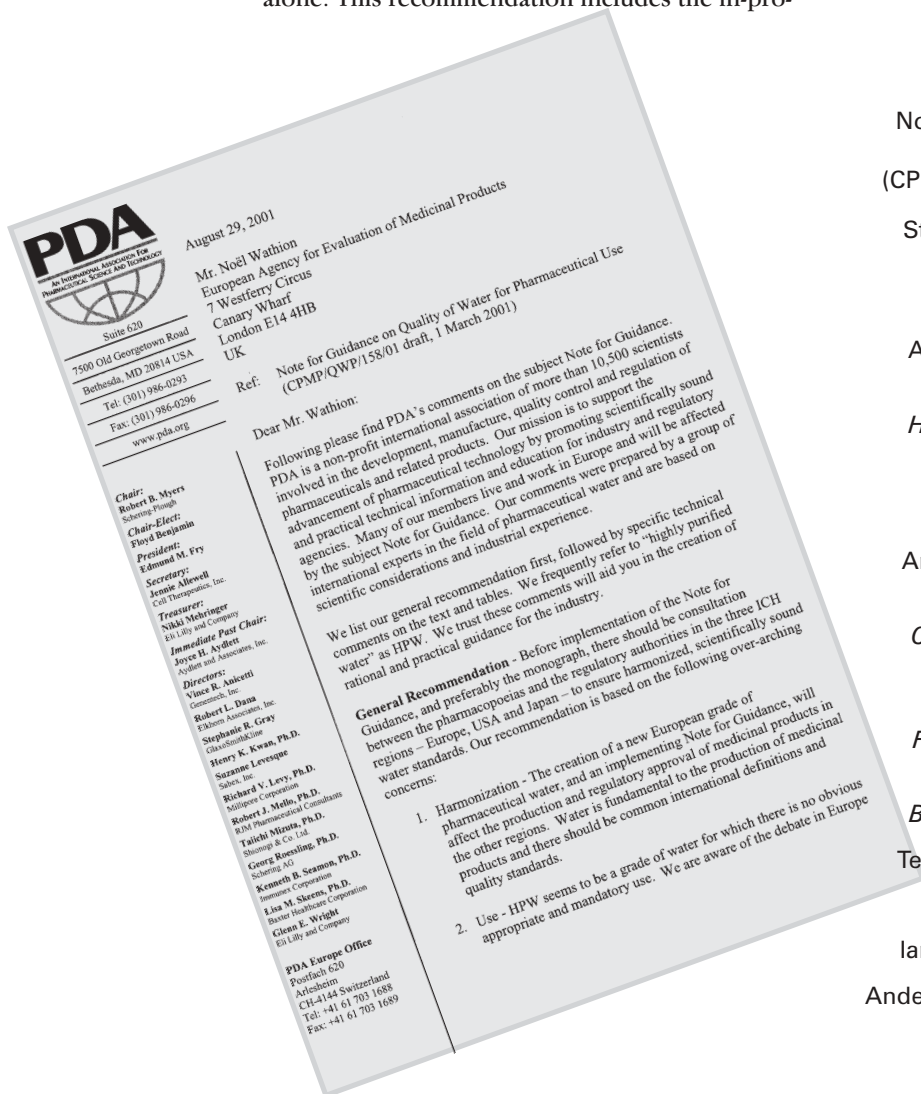 alone. This recommendation includes the in-pro-
PDA
AN INTERNATIONAL ASSOCIATION FOR
PHARMACEUTICAL SCIENCE AND TECHNOLOGY
Suite 620
7500 Old Georgetown Road
Bethesda, MD 20814 USA
Tel: (301) 986-0293
Fax: (301) 986-0296
www.pda.org
Chair:
Robert B. Myers
Schering-Plough
Chair-Elect:
Floyd Benjamin
President:
Edmund M. Fry
Secretary:
Jennie Allewell
Cell Therapeutics, Inc.
Treasurer:
Nikki Mehringer
Eli Lilly and Company
Immediate Past Chair:
Joyce H. Aydlett
Aydlett and Associates, Inc.
Directors:
Vince R. Anicetti
Genentech, Inc.
Robert L. Dana
Elkhorn Associates, Inc.
Stephanie R. Gray
GlaxoSmithKline
Henry K. Kwan, Ph.D.
Suzanne Levesque
Sabex, Inc.
Richard V. Levy, Ph.D.
Millipore Corporation
Robert J. Mello, Ph.D.
RJM Pharmaceutical Consultants
Taiichi Mizuta, Ph.D.
Shionogi & Co. Ltd.
Georg Roessling, Ph.D.
Schering AG
Kenneth B. Seamon, Ph.D.
Immunex Corporation
Lisa M. Skeens, Ph.D.
Baxter Healthcare Corporation
Glenn E. Wright
Eli Lilly and Company
PDA Europe Office
Postfach 620
Arlesheim
CH-4144 Switzerland
Tel: +41 61 703 1688
Fax: +41 61 703 1689
August 29, 2001
Mr. Noël Wathion
European Agency for Evaluation of Medicinal Products
7 Westferry Circus
Canary Wharf
London E14 4HB
UK
Ref: Note for Guidance on Quality of Water for Pharmaceutical Use
(CPMP/QWP/158/01 draft, 1 March 2001)
Dear Mr. Wathion:
Following please find PDA's comments on the subject Note for Guidance.
PDA is a non-profit international association of more than 10,500 scientists
involved in the development, manufacture, quality control and regulation of
pharmaceuticals and related products. Our mission is to support the
advancement of pharmaceutical technology by promoting scientifically sound
and practical technical information and education for industry and regulatory
agencies. Many of our members live and work in Europe and will be affected
by the subject Note for Guidance. Our comments were prepared by a group of
international experts in the field of pharmaceutical water and are based on
scientific considerations and industrial experience.
We list our general recommendation first, followed by specific technical
comments on the text and tables. We frequently refer to "highly purified
water" as HPW. We trust these comments will aid you in the creation of
rational and practical guidance for the industry.
General Recommendation - Before implementation of the Note for
Guidance, and preferably the monograph, there should be consultation
between the pharmacopoeias and the regulatory authorities in the three ICH
regions – Europe, USA and Japan – to ensure harmonized, scientifically sound
water standards. Our recommendation is based on the following over-arching
concerns:
1. Harmonization - The creation of a new European grade of
pharmaceutical water, and an implementing Note for Guidance, will
affect the production and regulatory approval of medicinal products in
the other regions. Water is fundamental to the production of medicinal
products and there should be common international definitions and
quality standards.
2. Use - HPW seems to be a grade of water for which there is no obvious
appropriate and mandatory use. We are aware of the debate in Europe
No
(CP
St
A
H
Ar
C
F
B
Te
lar
Ande